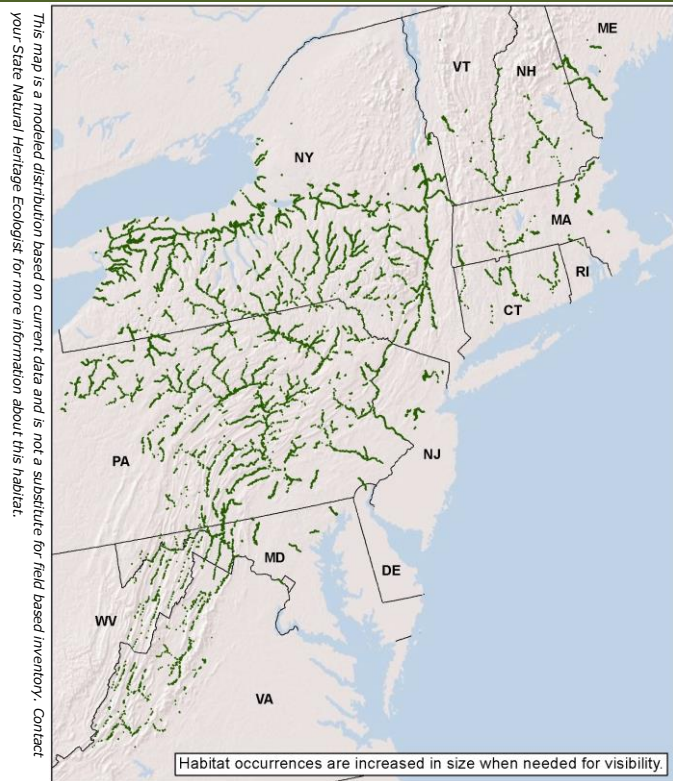 This map is a modeled distribution based on current data and is not a substitute for field based inventory. Contact
your State Natural Heritage Ecologist for more information about this habitat.
ME
VT
NH
NY
MA
RI
CT
PA
NJ
MD
DE
WV
VA
Habitat occurrences are increased in size when needed for visibility.